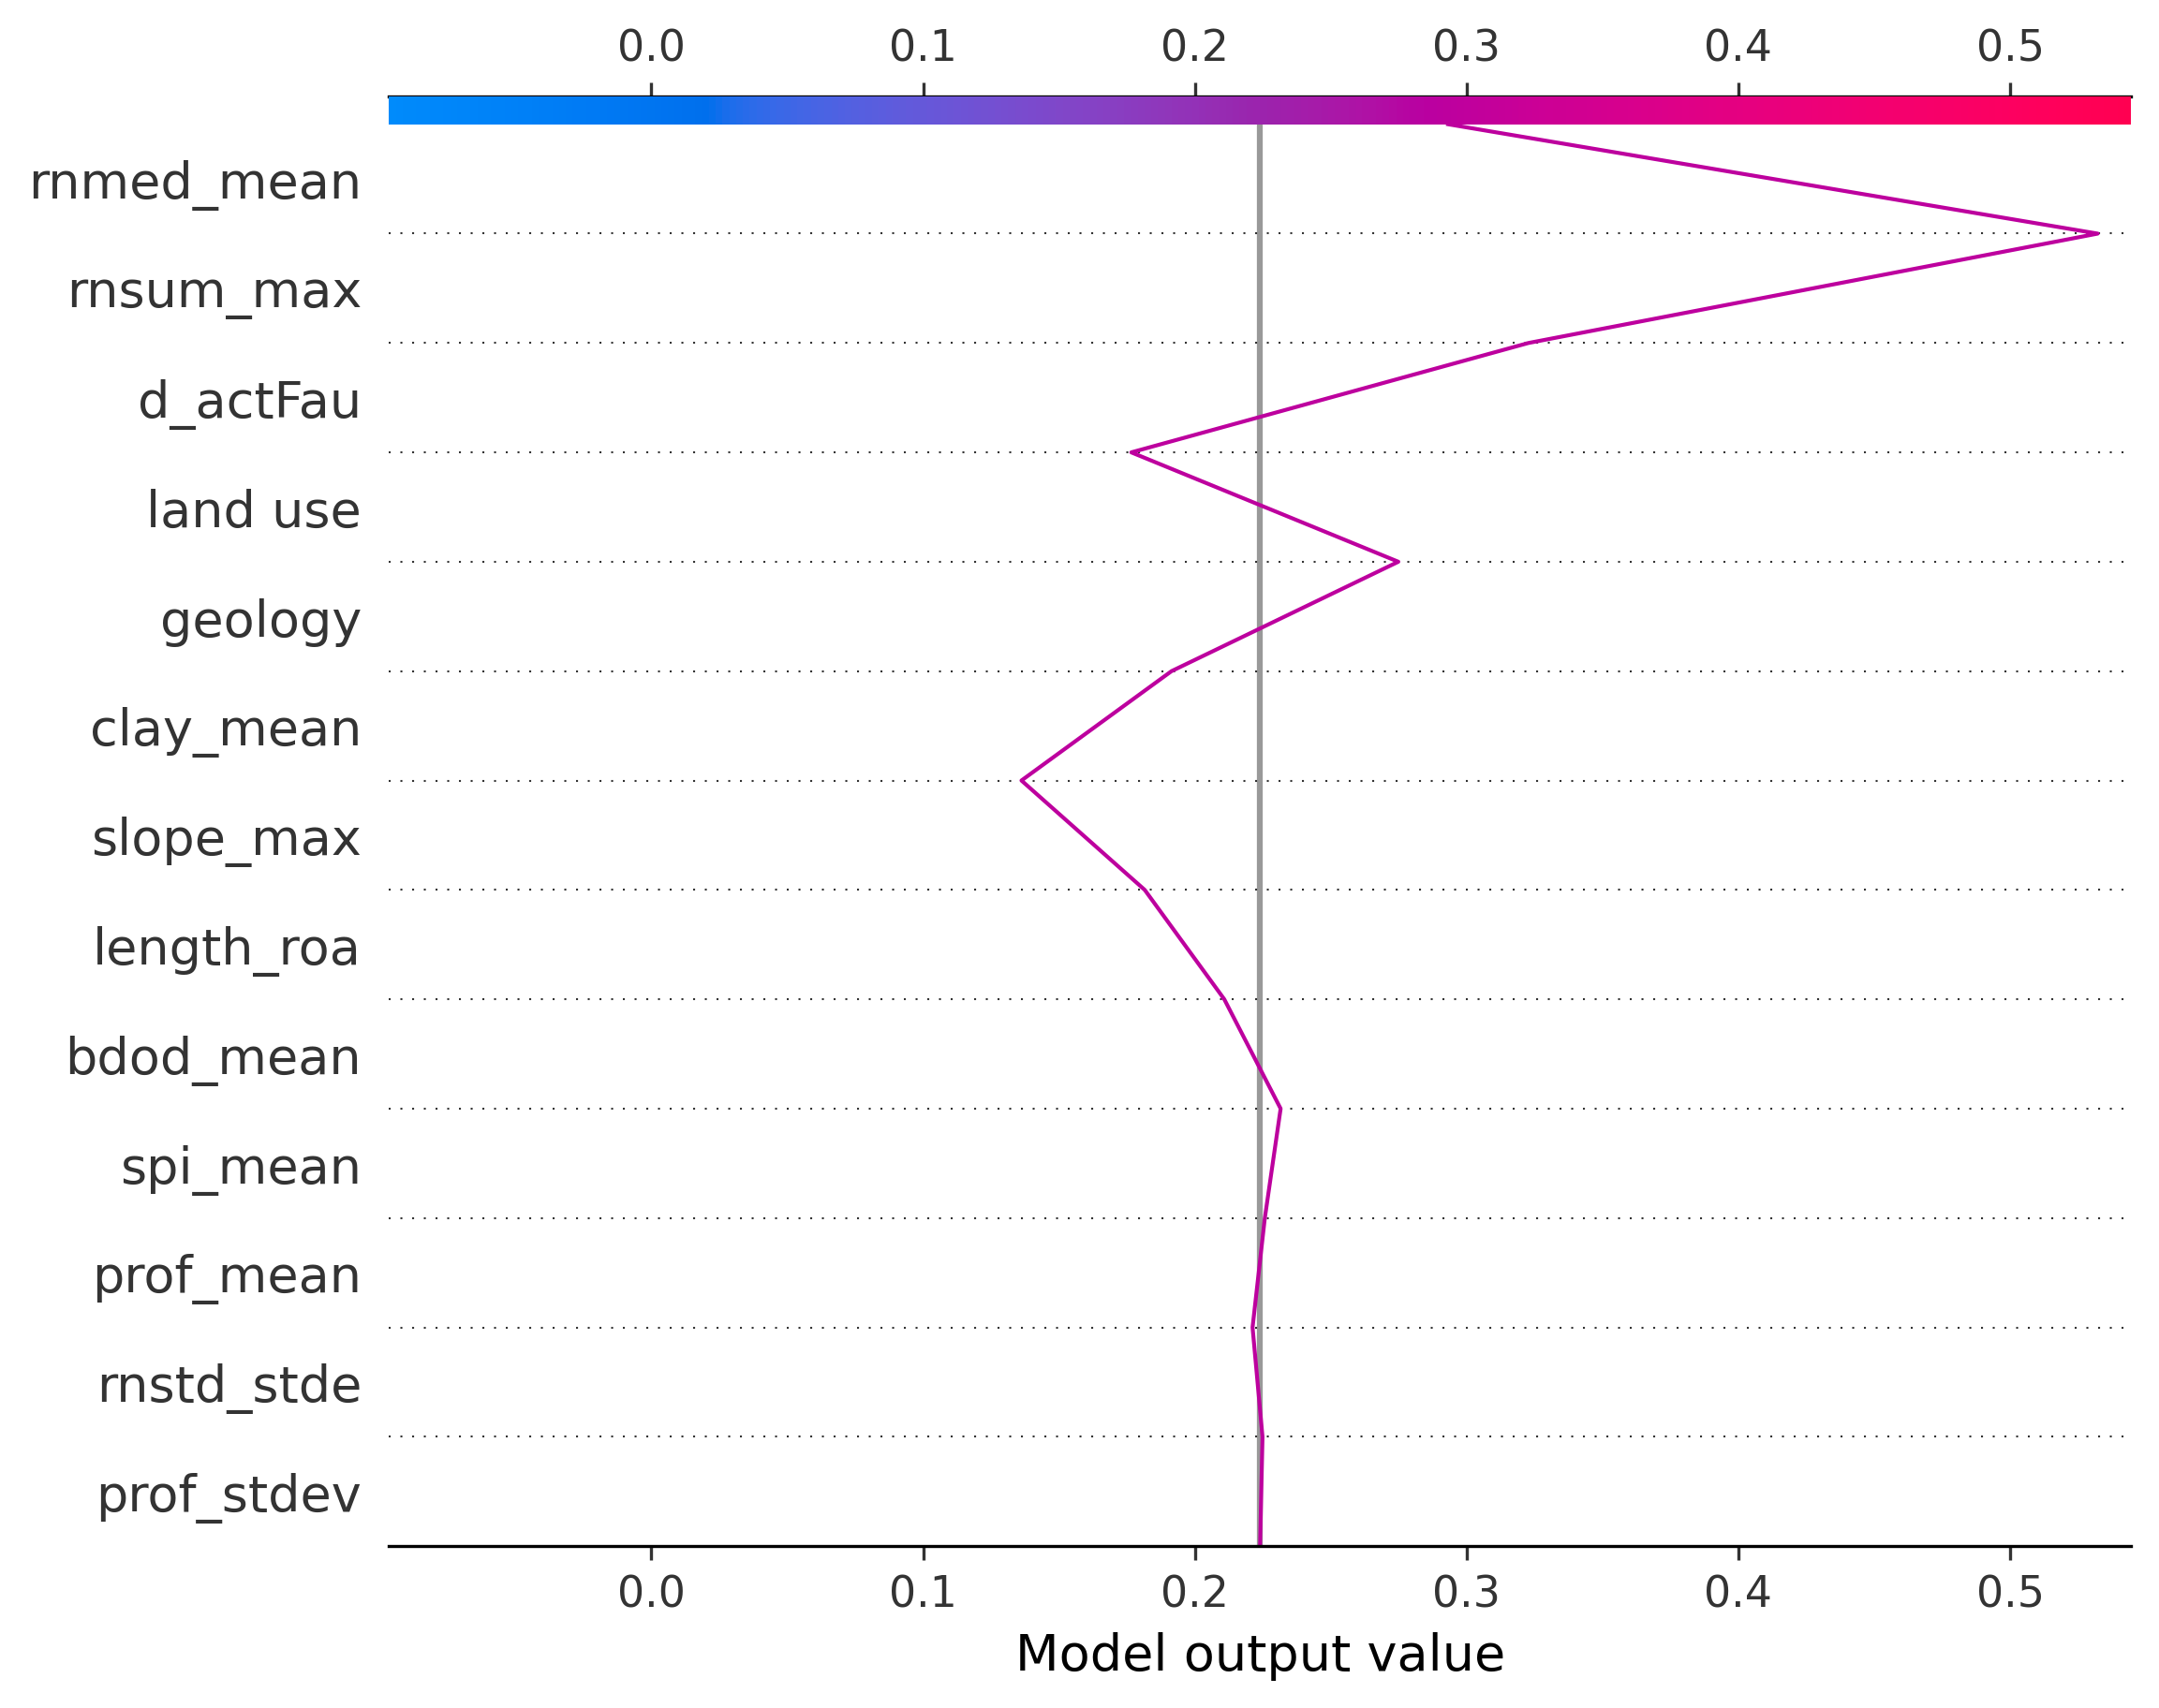 0.0 0.1 0.2 0.3 0.4 0.5
rnmed_mean
rnsum_max
d_actFau
land use
geology
clay_mean
slope_max
length_roa
bdod_mean
spi_mean
prof_mean
rnstd_stde
prof_stdev
0.0 0.1 0.2 0.3 0.4 0.5
Model output value